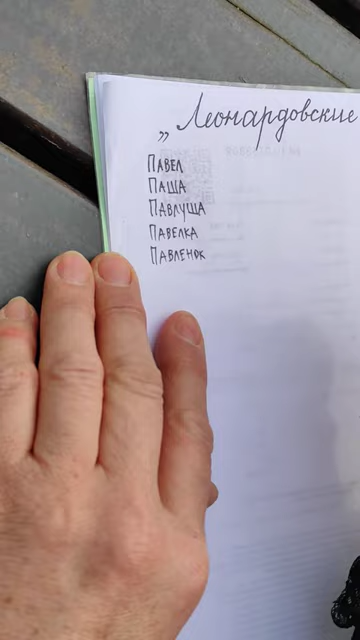 „ Леонардовские
Павел
Паша
Павлуша
Павелка
Павленок